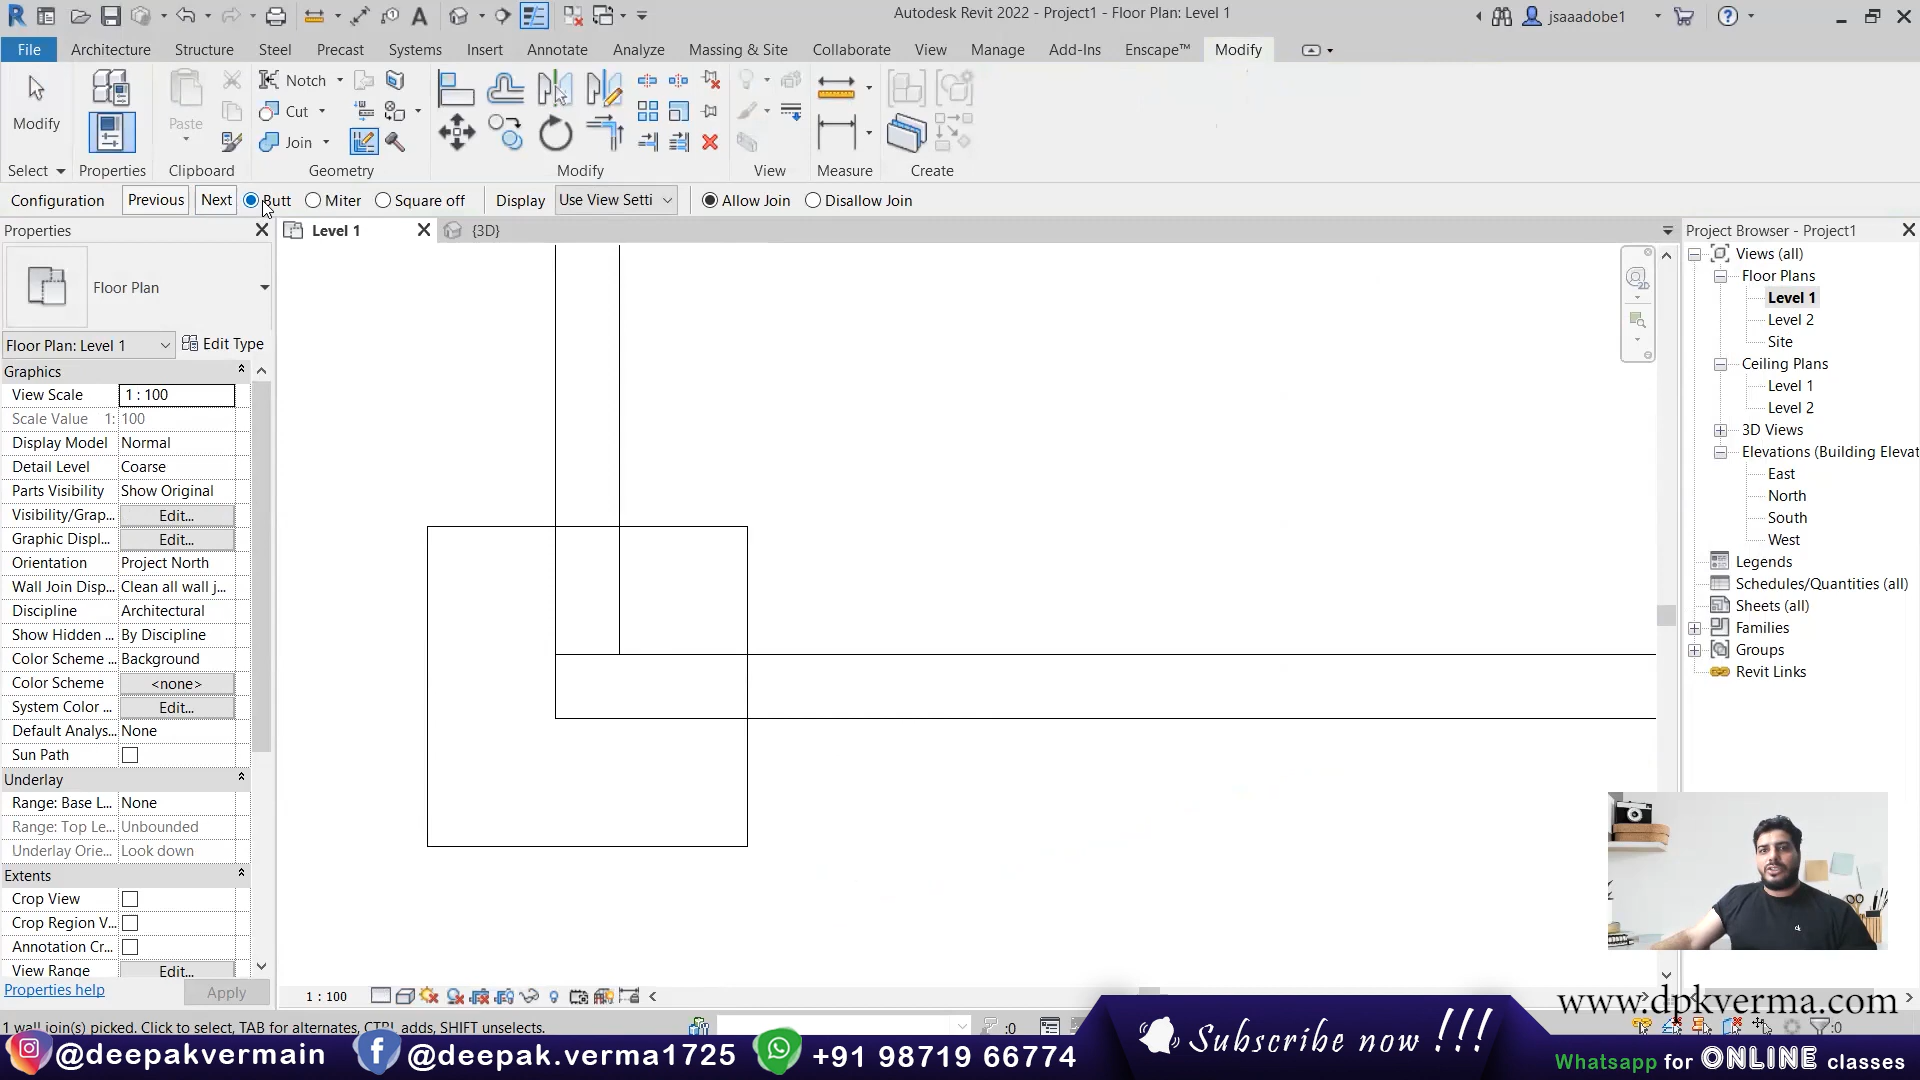 Autodesk Revit 2022 - Project1 - Floor Plan: Level 1
jsaaadobe1
File Architecture Structure Steel Precast Systems Insert Annotate Analyze Massing & Site Collaborate View Manage Add-Ins Enscape™ Modify
Modify
Paste
Notch
Cut
Join
Select Properties Clipboard Geometry Modify View Measure Create
Configuration Previous Next Butt Miter Square off Display Use View Setti Allow Join Disallow Join
Properties
Level 1
{3D}
Project Browser - Project1
Floor Plan
Floor Plan: Level 1
Edit Type
Graphics
View Scale 1 : 100
Scale Value 1: 100
Display Model Normal
Detail Level Coarse
Parts Visibility Show Original
Visibility/Grap... Edit...
Graphic Displ... Edit...
Orientation Project North
Wall Join Disp... Clean all wall j...
Discipline Architectural
Show Hidden ... By Discipline
Color Scheme ... Background
Color Scheme <none>
System Color ... Edit...
Default Analys... None
Sun Path
Underlay
Range: Base L... None
Range: Top Le... Unbounded
Underlay Orie... Look down
Extents
Crop View
Crop Region V...
Annotation Cr...
View Range Edit...
Properties help
Apply
2D
Views (all)
Floor Plans
Level 1
Level 2
Site
Ceiling Plans
Level 1
Level 2
3D Views
Elevations (Building Elevat
East
North
South
West
Legends
Schedules/Quantities (all)
Sheets (all)
Families
Groups
Revit Links
1 : 100
1 wall join(s) picked. Click to select, TAB for alternates, CTRL adds, SHIFT unselects.
:0
:0
www.dpkverma.com
@deepakvermain
@deepak.verma1725
+91 98719 66774
Subscribe now !!!
Whatsapp for ONLINE classes